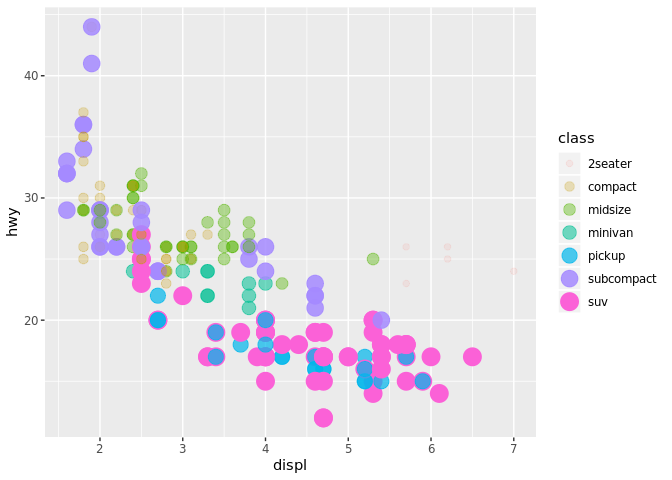 40
30
20
hwy
2 3 4 5 6 7
displ
class
2seater
compact
midsize
minivan
pickup
subcompact
suv